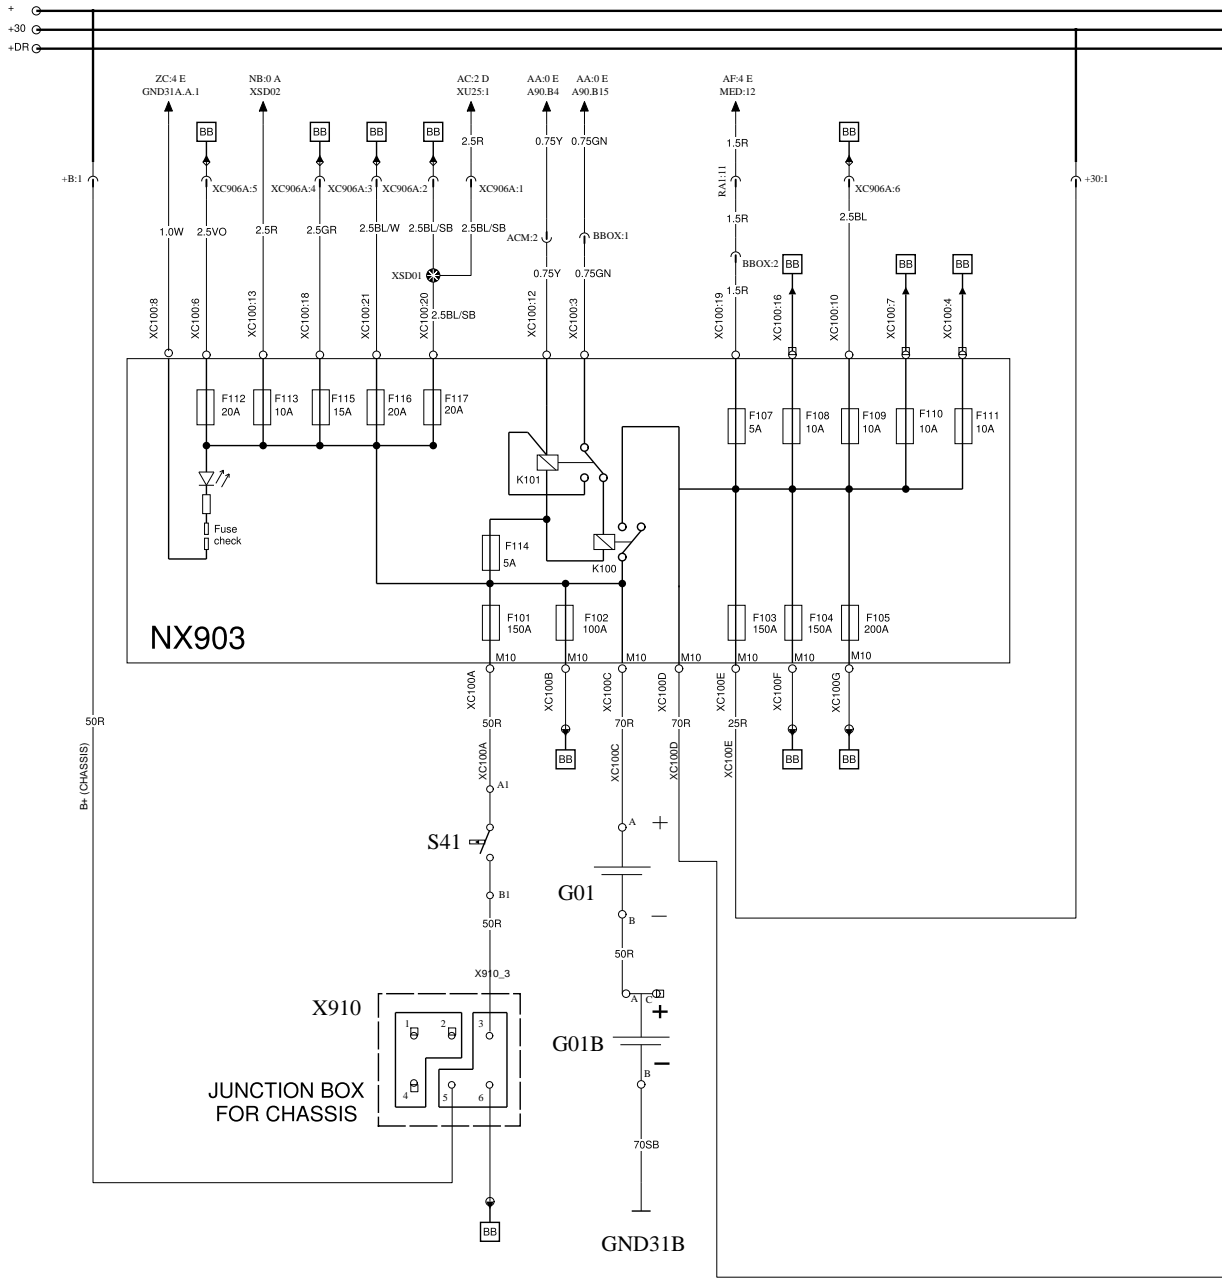 +
+30
+DR
ZC:4 E
GND31A.A.1
NB:0 A
XSD02
AC:2 D
XU25:1
AA:0 E
A90.B4
AA:0 E
A90.B15
AF:4 E
MED:12
BB
BB
BB
BB
2.5R
0.75Y
0.75GN
1.5R
BB
+B:1
XC906A:5
XC906A:4
XC906A:3
XC906A:2
XC906A:1
RA1:11
XC906A:6
+30:1
1.0W
2.5VO
2.5R
2.5GR
2.5BL/W
2.5BL/SB
2.5BL/SB
ACM:2
BBOX:1
1.5R
2.5BL
XSD01
0.75Y
0.75GN
BBOX:2
BB
BB
BB
1.5R
2.5BL/SB
XC100:8
XC100:6
XC100:13
XC100:18
XC100:21
XC100:20
XC100:12
XC100:3
XC100:19
XC100:16
XC100:10
XC100:7
XC100:4
F112
20A
F113
10A
F115
15A
F116
20A
F117
20A
F107
5A
F108
10A
F109
10A
F110
10A
F111
10A
K101
Fuse
check
F114
5A
K100
NX903
F101
150A
F102
100A
F103
150A
F104
150A
F105
200A
M10
M10
M10
M10
M10
M10
M10
XC100A
XC100B
XC100C
XC100D
XC100E
XC100F
XC100G
50R
50R
70R
70R
25R
B+ (CHASSIS)
XC100A
BB
XC100C
XC100D
XC100E
BB
BB
A1
S41
A
+
G01
B1
B
−
50R
50R
X910_3
X910
A
C
+
1
2
3
G01B
−
B
JUNCTION BOX
FOR CHASSIS
4
5
6
70SB
BB
GND31B